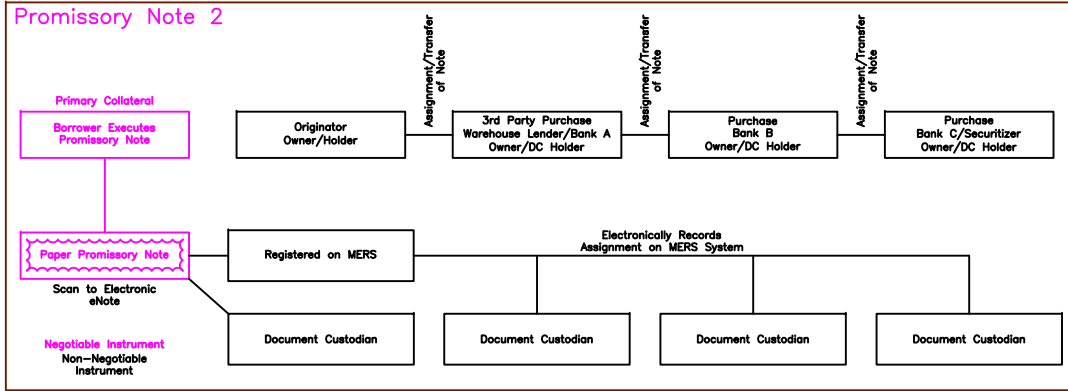 Promissory Note 2
Assignment/Transfer
of Note
Assignment/Transfer
of Note
Assignment/Transfer
of Note
Primary Collateral
Borrower Executes
Promissory Note
Originator
Owner/Holder
3rd Party Purchase
Warehouse Lender/Bank A
Owner/DC Holder
Purchase
Bank B
Owner/DC Holder
Purchase
Bank C/Securitizer
Owner/DC Holder
Paper Promissory Note
Registered on MERS
Electronically Records
Assignment on MERS System
Scan to Electronic
eNote
Document Custodian
Document Custodian
Document Custodian
Document Custodian
Negotiable Instrument
Non-Negotiable
Instrument